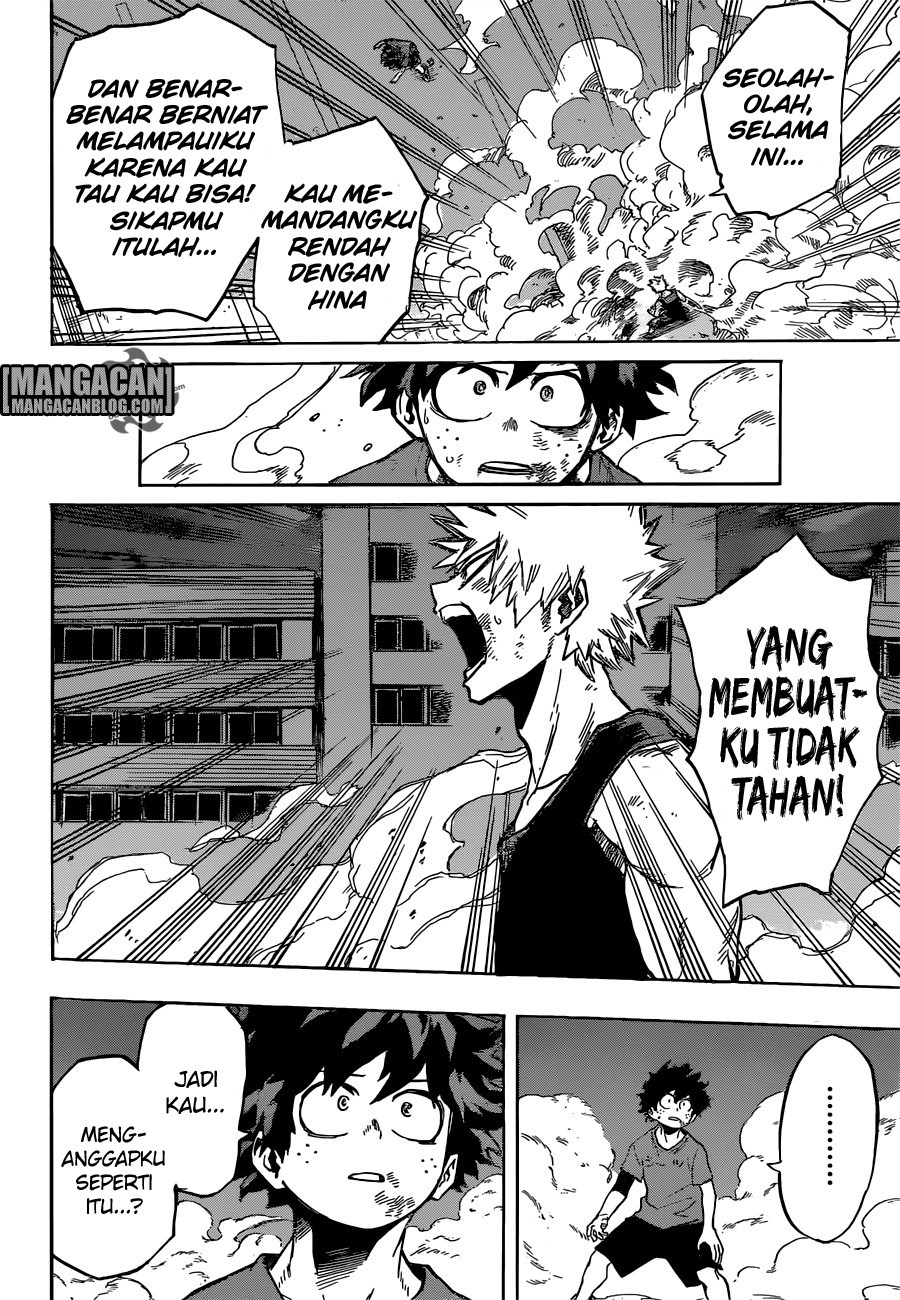 SEOLAH-
OLAH,
SELAMA
INI...
KAU ME-
MANDANGKU
RENDAH
DENGAN
HINA
DAN BENAR-
BENAR BERNIAT
MELAMPAUIKU
KARENA KAU
TAU KAU BISA!
SIKAPMU
ITULAH...
[MANGACAN]
MANGACANBLOG.COM
YANG
MEMBUAT-
KU TIDAK
TAHAN!
.........
JADI
KAU...
MENG-
ANGGAPKU
SEPERTI
ITU...?